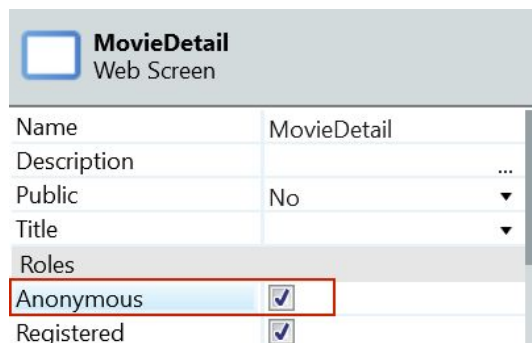 MovieDetail
Web Screen
Name MovieDetail
Description ...
Public No
Title
Roles
Anonymous
Registered